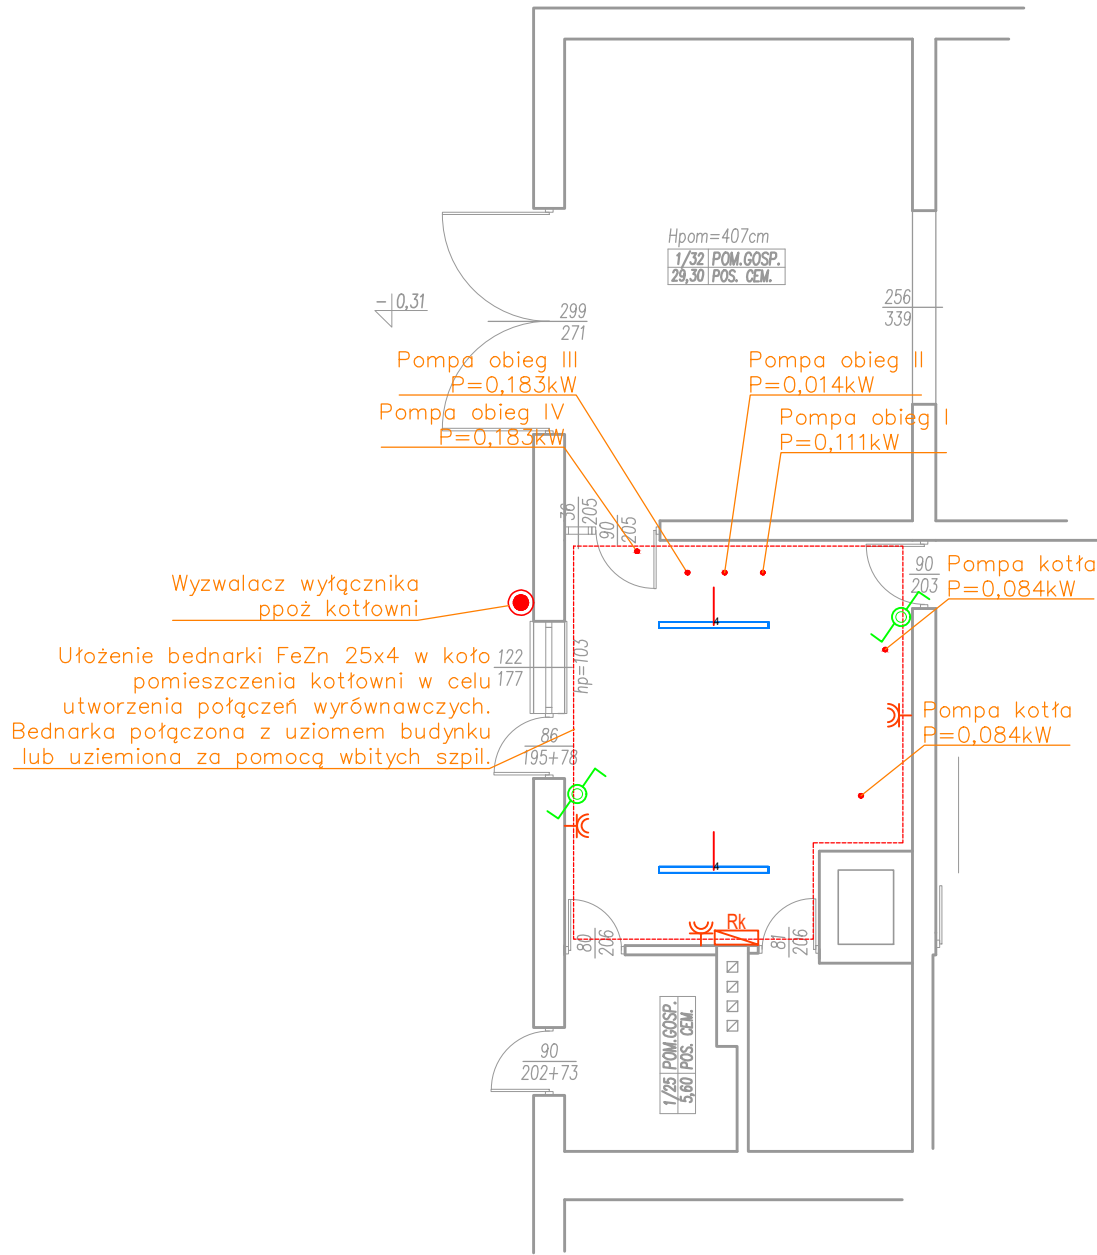 Hpom=407cm
1/32 POM.GOSP.
29,30 POS. CEM.
- 0,31
299
271
256
339
Pompa obieg III
P=0,183kW
Pompa obieg II
P=0,014kW
Pompa obieg IV
P=0,183kW
Pompa obieg I
P=0,111kW
36
205
90
205
Wyzwalacz wyłącznika
ppoż kotłowni
90
203
Pompa kotła
P=0,084kW
Ułożenie bednarki FeZn 25x4 w koło
pomieszczenia kotłowni w celu
utworzenia połączeń wyrównawczych.
Bednarka połączona z uziomem budynku
lub uziemiona za pomocą wbitych szpil.
122
177
hp=103
4
Pompa kotła
P=0,084kW
86
195+78
4
Rk
80
206
81
206
1/25 POM.GOSP.
5,60 POS. CEM.
90
202+73